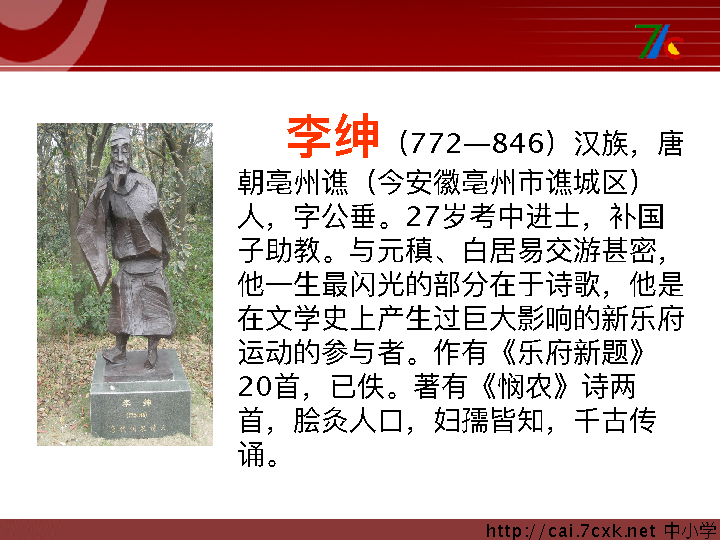 李绅（772—846）汉族，唐
朝亳州谯（今安徽亳州市谯城区）
人，字公垂。27岁考中进士，补国
子助教。与元稹、白居易交游甚密，
他一生最闪光的部分在于诗歌，他是
在文学史上产生过巨大影响的新乐府
运动的参与者。作有《乐府新题》
20首，已佚。著有《悯农》诗两
首，脍灸人口，妇孺皆知，千古传
诵。
李 绅
http://cai.7cxk.net 中小学